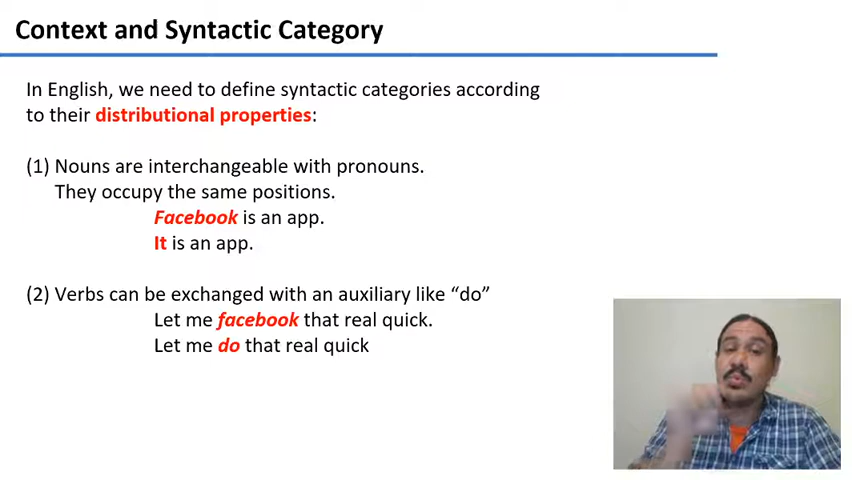 Context and Syntactic Category
In English, we need to define syntactic categories according
to their distributional properties:
(1) Nouns are interchangeable with pronouns.
They occupy the same positions.
Facebook is an app.
It is an app.
(2) Verbs can be exchanged with an auxiliary like “do”
Let me facebook that real quick.
Let me do that real quick